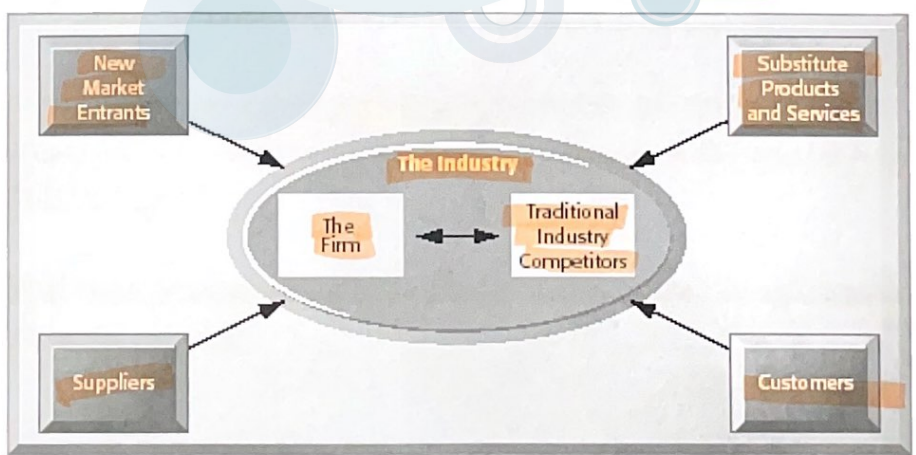 New
Market
Entrants
Substitute
Products
and Services
The Industry
The
Firm
Traditional
Industry
Competitors
Suppliers
Customers